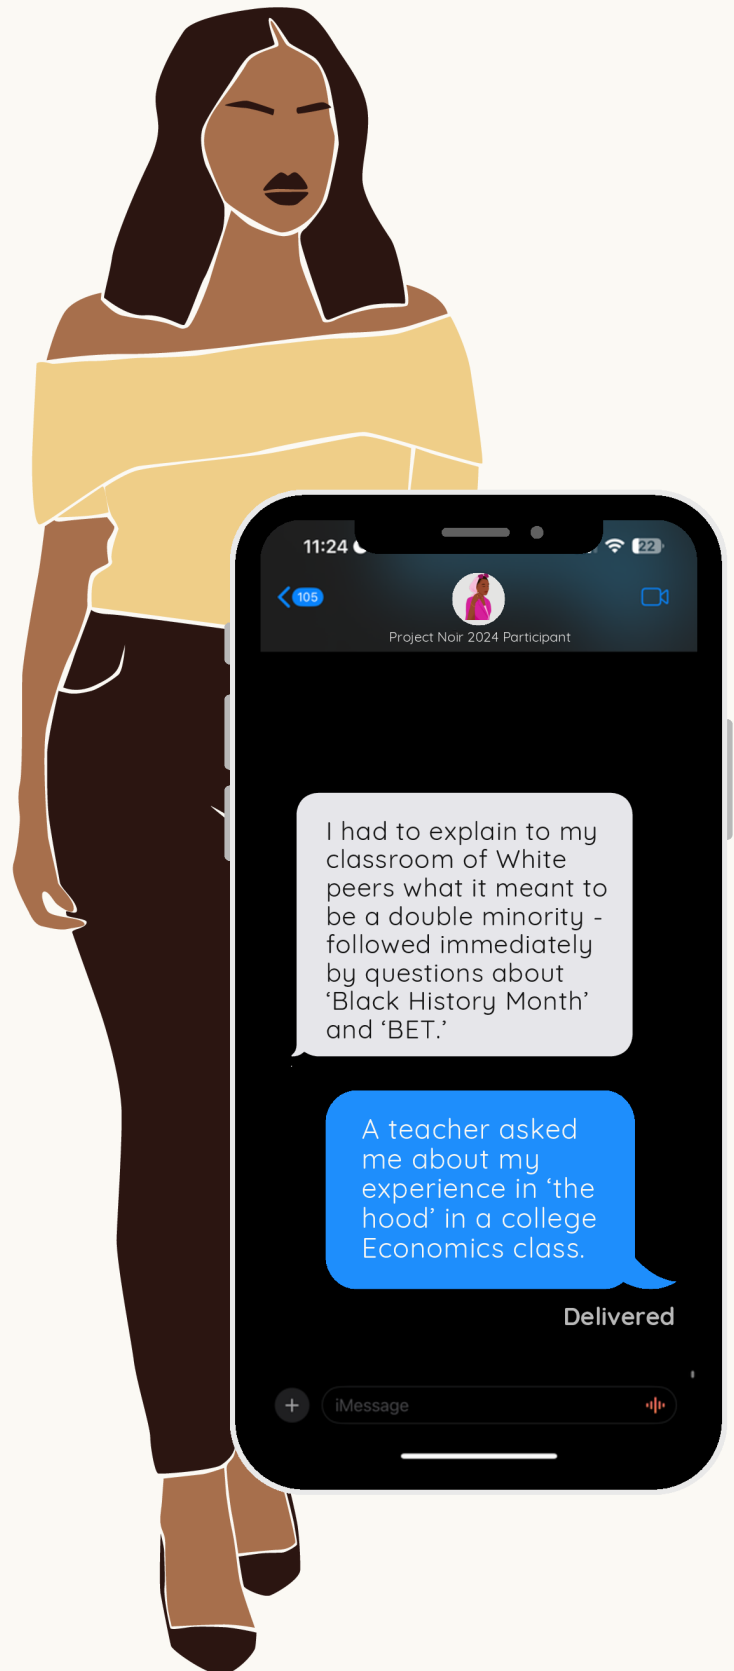 11:24
22
105
Project Noir 2024 Participant
I had to explain to my
classroom of White
peers what it meant to
be a double minority -
followed immediately
by questions about
‘Black History Month’
and ‘BET.’
A teacher asked
me about my
experience in ‘the
hood’ in a college
Economics class.
Delivered
iMessage